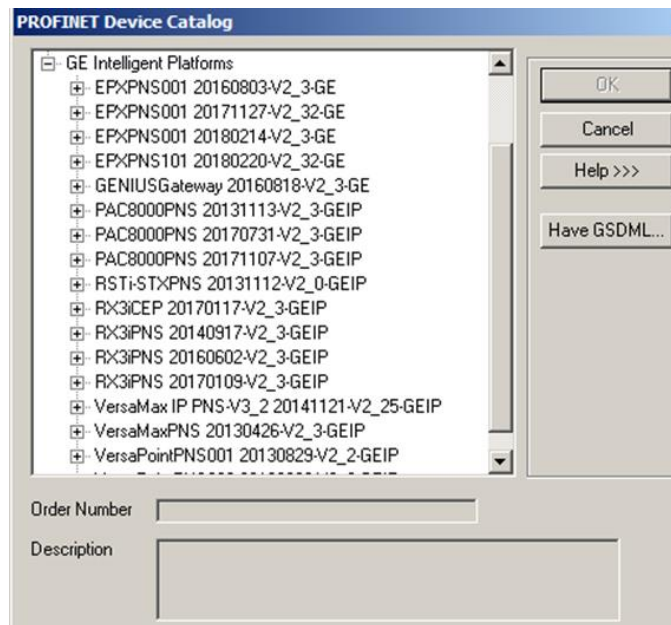 PROFINET Device Catalog
GE Intelligent Platforms
EPXPNS001 20160803-V2_3-GE
EPXPNS001 20171127-V2_32-GE
EPXPNS001 20180214-V2_3-GE
EPXPNS101 20180220-V2_32-GE
GENIUSGateway 20160818-V2_3-GE
PAC8000PNS 20131113-V2_3-GEIP
PAC8000PNS 20170731-V2_3-GEIP
PAC8000PNS 20171107-V2_3-GEIP
RSTi-STXPNS 20131112-V2_0-GEIP
RX3iCEP 20170117-V2_3-GEIP
RX3iPNS 20140917-V2_3-GEIP
RX3iPNS 20160602-V2_3-GEIP
RX3iPNS 20170109-V2_3-GEIP
VersaMax IP PNS-V3_2 20141121-V2_25-GEIP
VersaMaxPNS 20130426-V2_3-GEIP
VersaPointPNS001 20130829-V2_2-GEIP
OK
Cancel
Help >>>
Have GSDML...
Order Number
Description